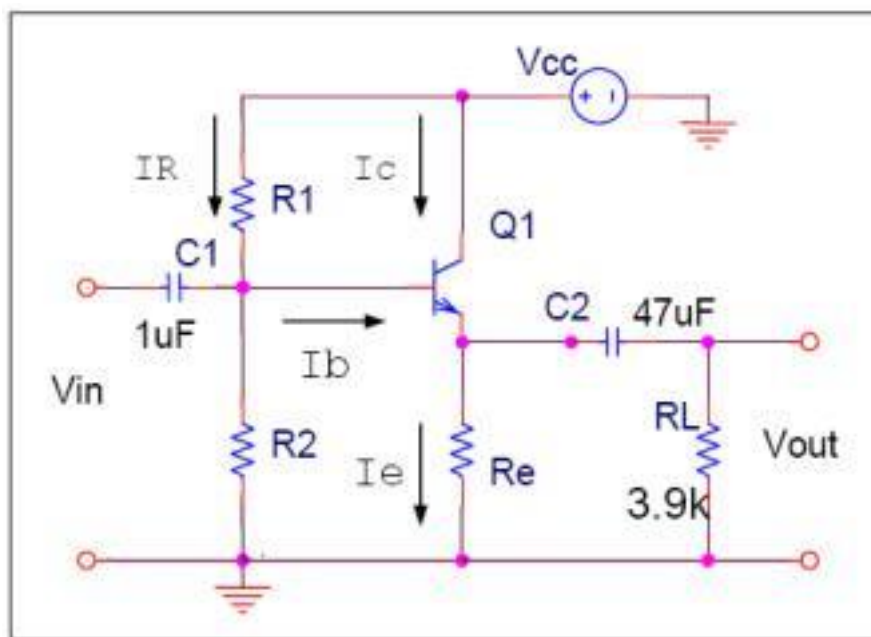 Vcc
+ -
IR
Ic
R1
Q1
C1
C2
47uF
1uF
Ib
Vin
R2
Ie
Re
RL
Vout
3.9k